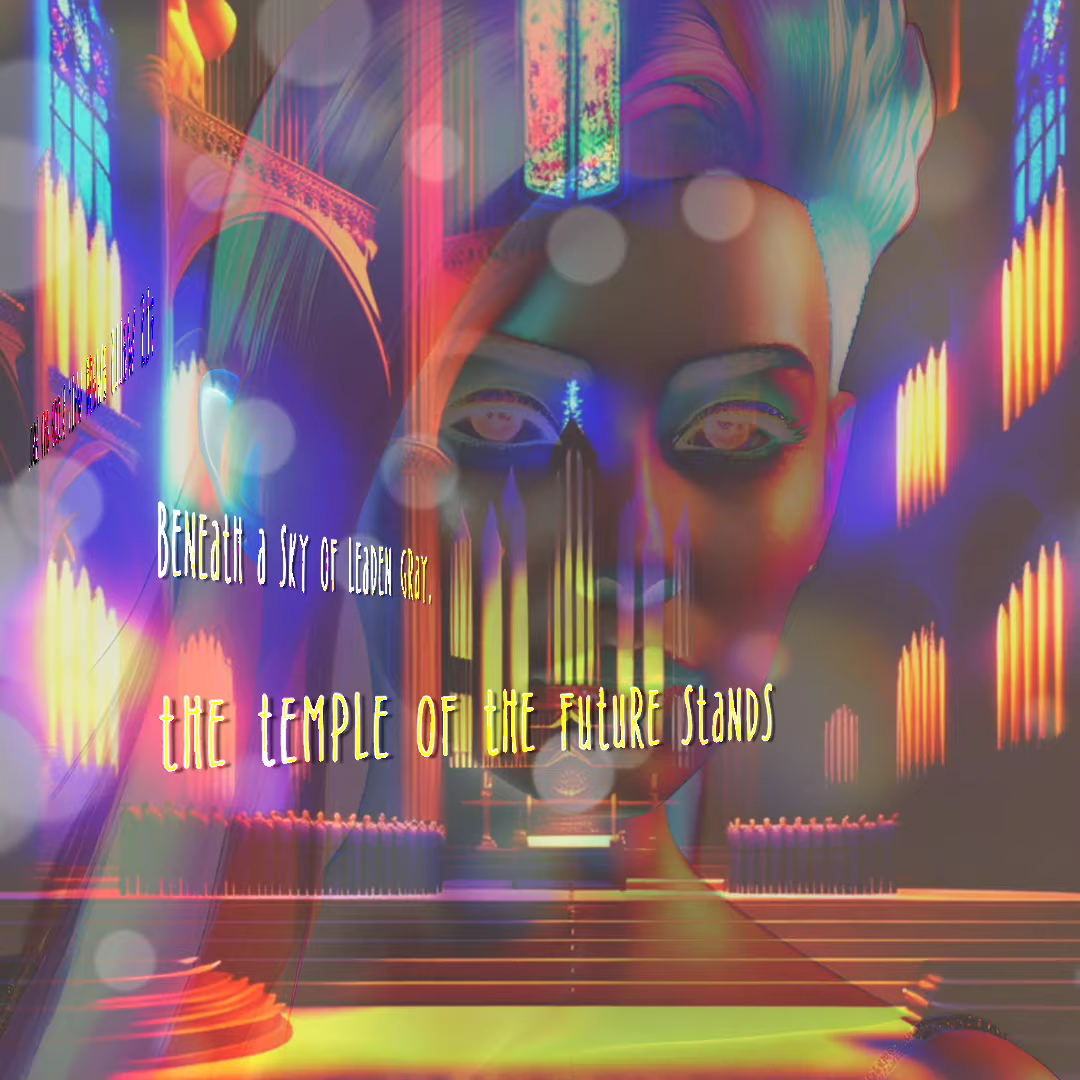 BENEatH a SKY OF LEaDEN GRaY,
tHE tEMPLE OF tHE FutuRE StaNDS